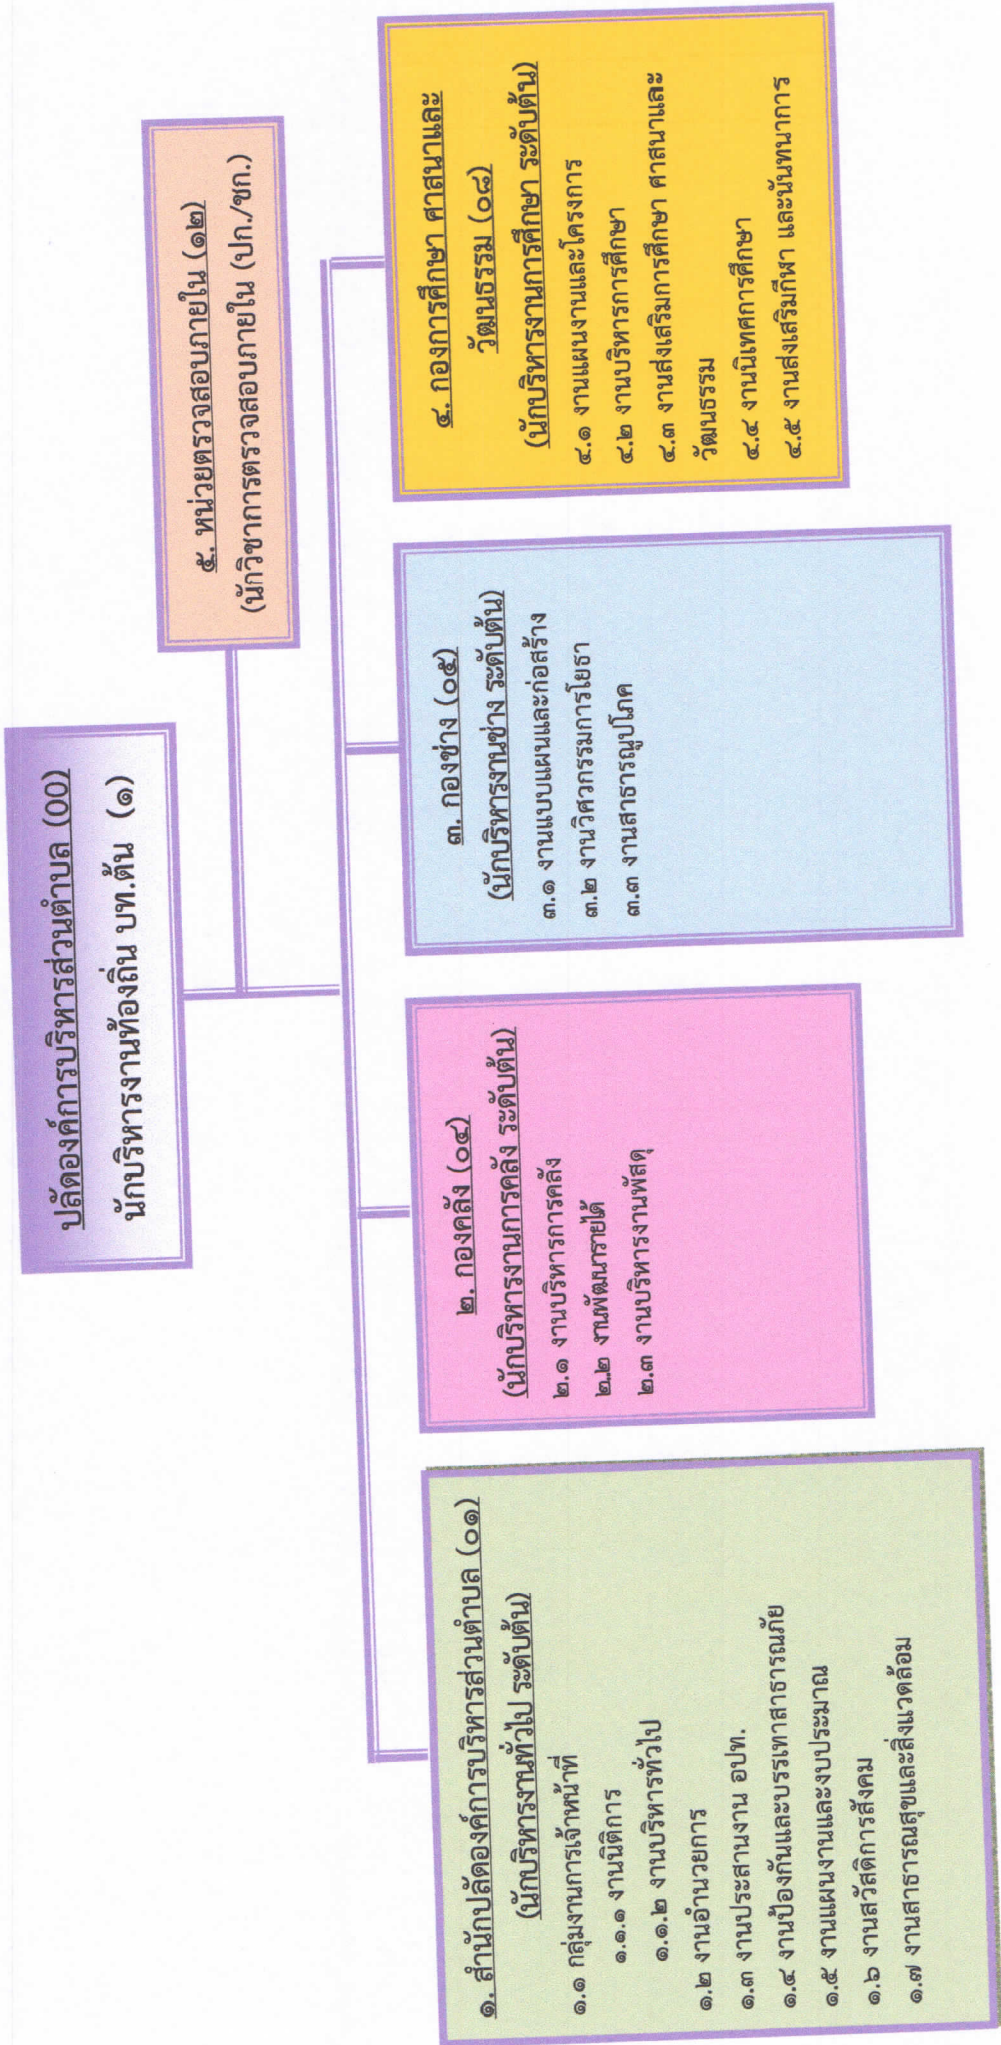 ปลัดองค์การบริหารส่วนตำบล (00)
นักบริหารงานท้องถิ่น บท.ต้น (๑)
๕. หน่วยตรวจสอบภายใน (๑๒)
(นักวิชาการตรวจสอบภายใน (ปก./ชก.)
๑. สำนักปลัดองค์การบริหารส่วนตำบล (๐๑)
(นักบริหารงานทั่วไป ระดับต้น)
๑.๑ กลุ่มงานการเจ้าหน้าที่
๑.๑.๑ งานนิติการ
๑.๑.๒ งานบริหารทั่วไป
๑.๒ งานอำนวยการ
๑.๓ งานประสานงาน อปท.
๑.๔ งานป้องกันและบรรเทาสาธารณภัย
๑.๕ งานแผนงานและงบประมาณ
๑.๖ งานสวัสดิการสังคม
๑.๗ งานสาธารณสุขและสิ่งแวดล้อม
๒. กองคลัง (๐๔)
(นักบริหารงานการคลัง ระดับต้น)
๒.๑ งานบริหารการคลัง
๒.๒ งานพัฒนารายได้
๒.๓ งานบริหารงานพัสดุ
๓. กองช่าง (๐๕)
(นักบริหารงานช่าง ระดับต้น)
๓.๑ งานแบบแผนและก่อสร้าง
๓.๒ งานวิศวกรรมการโยธา
๓.๓ งานสาธารณูปโภค
๔. กองการศึกษา ศาสนาและ
วัฒนธรรม (๐๘)
(นักบริหารงานการศึกษา ระดับต้น)
๔.๑ งานแผนงานและโครงการ
๔.๒ งานบริหารการศึกษา
๔.๓ งานส่งเสริมการศึกษา ศาสนาและ
วัฒนธรรม
๔.๔ งานนิเทศการศึกษา
๔.๕ งานส่งเสริมกีฬา และนันทนาการ